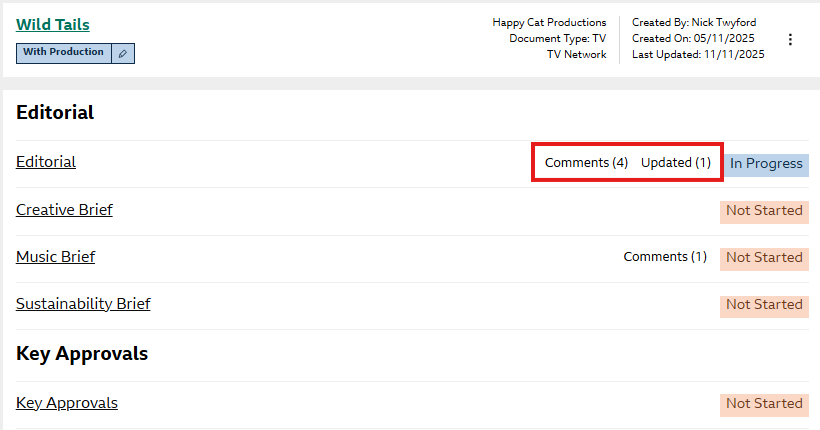 Wild Tails
With Production
Happy Cat Productions
Document Type: TV
TV Network
Created By: Nick Twyford
Created On: 05/11/2025
Last Updated: 11/11/2025
Editorial
Editorial Comments (4) Updated (1) In Progress
Creative Brief Not Started
Music Brief Comments (1) Not Started
Sustainability Brief Not Started
Key Approvals
Key Approvals Not Started